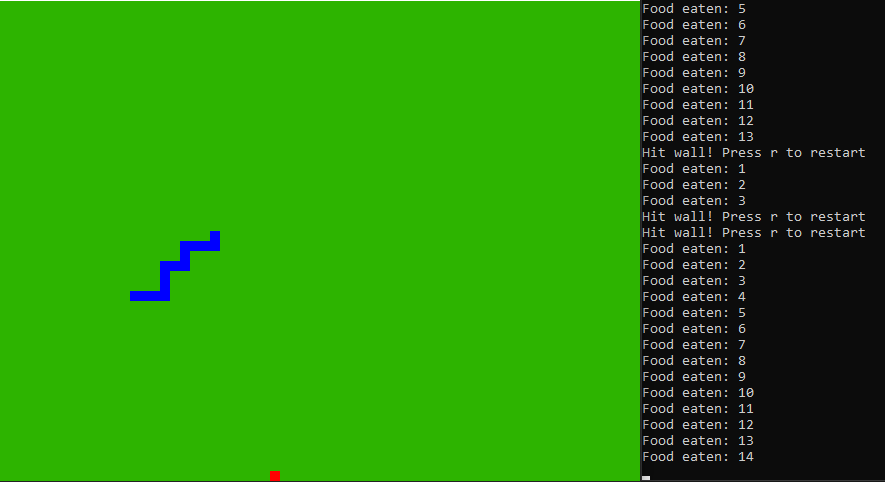 Food eaten: 5
Food eaten: 6
Food eaten: 7
Food eaten: 8
Food eaten: 9
Food eaten: 10
Food eaten: 11
Food eaten: 12
Food eaten: 13
Hit wall! Press r to restart
Food eaten: 1
Food eaten: 2
Food eaten: 3
Hit wall! Press r to restart
Hit wall! Press r to restart
Food eaten: 1
Food eaten: 2
Food eaten: 3
Food eaten: 4
Food eaten: 5
Food eaten: 6
Food eaten: 7
Food eaten: 8
Food eaten: 9
Food eaten: 10
Food eaten: 11
Food eaten: 12
Food eaten: 13
Food eaten: 14